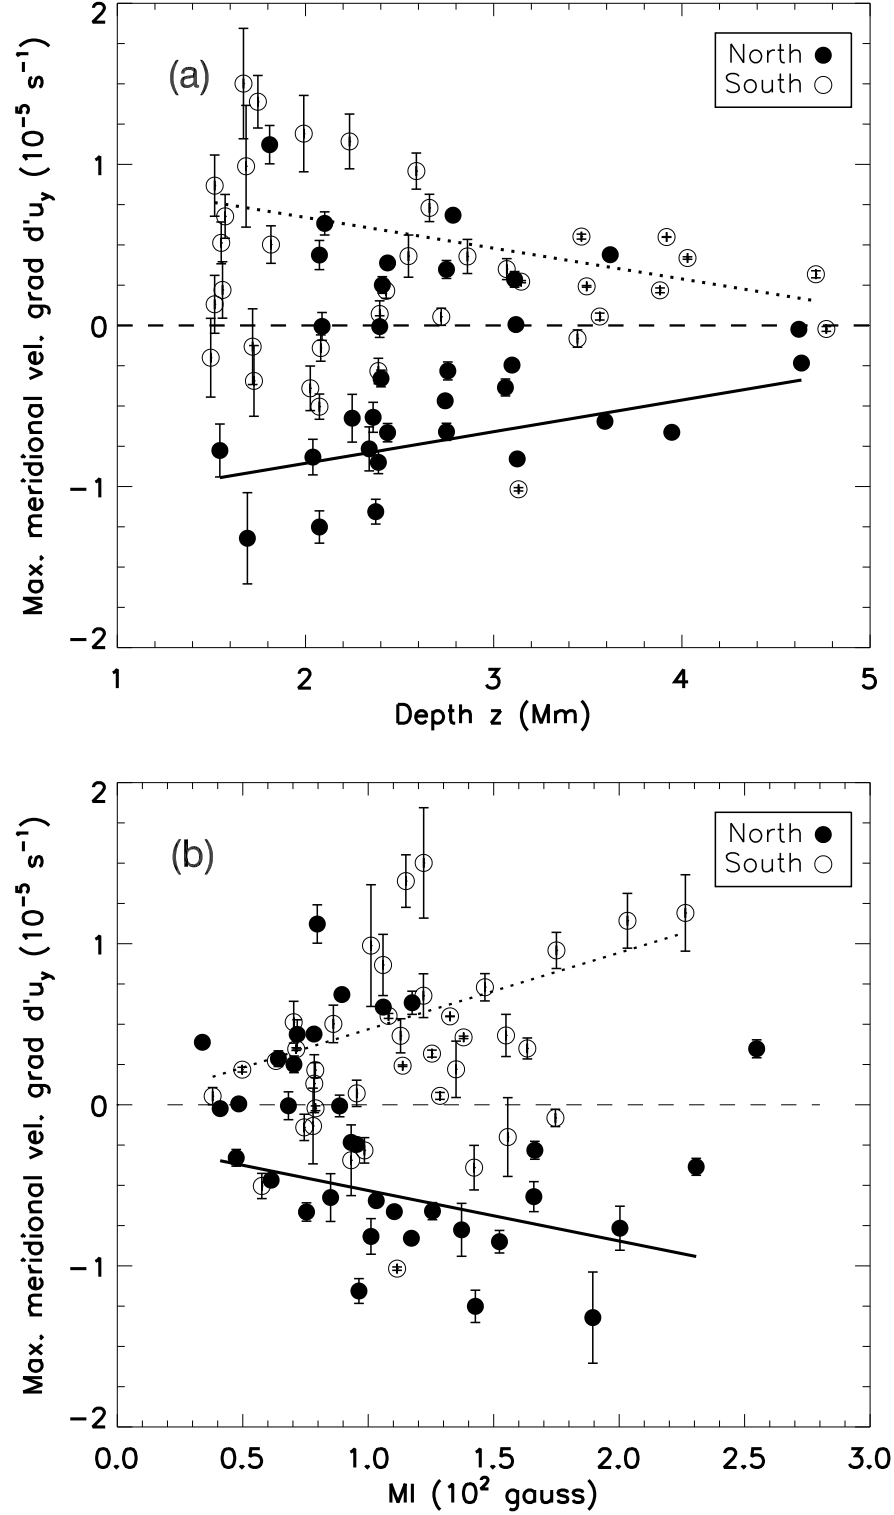 2
1
0
−1
−2
Max. meridional vel. grad d'u_y (10⁻⁵ s⁻¹)
(a)
North
South
1 2 3 4 5
Depth z (Mm)
2
1
0
−1
−2
Max. meridional vel. grad d'u_y (10⁻⁵ s⁻¹)
(b)
North
South
0.0 0.5 1.0 1.5 2.0 2.5 3.0
MI (10² gauss)